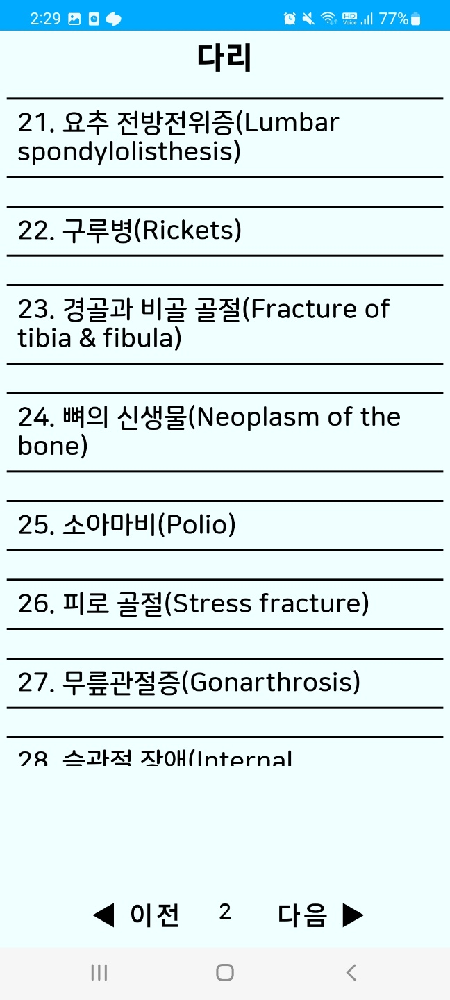 2:29 HD Voice 77%
다리
21. 요추 전방전위증(Lumbar
spondylolisthesis)
22. 구루병(Rickets)
23. 경골과 비골 골절(Fracture of
tibia & fibula)
24. 뼈의 신생물(Neoplasm of the
bone)
25. 소아마비(Polio)
26. 피로 골절(Stress fracture)
27. 무릎관절증(Gonarthrosis)
28. 장애(Internal
◀ 이전 2 다음 ▶